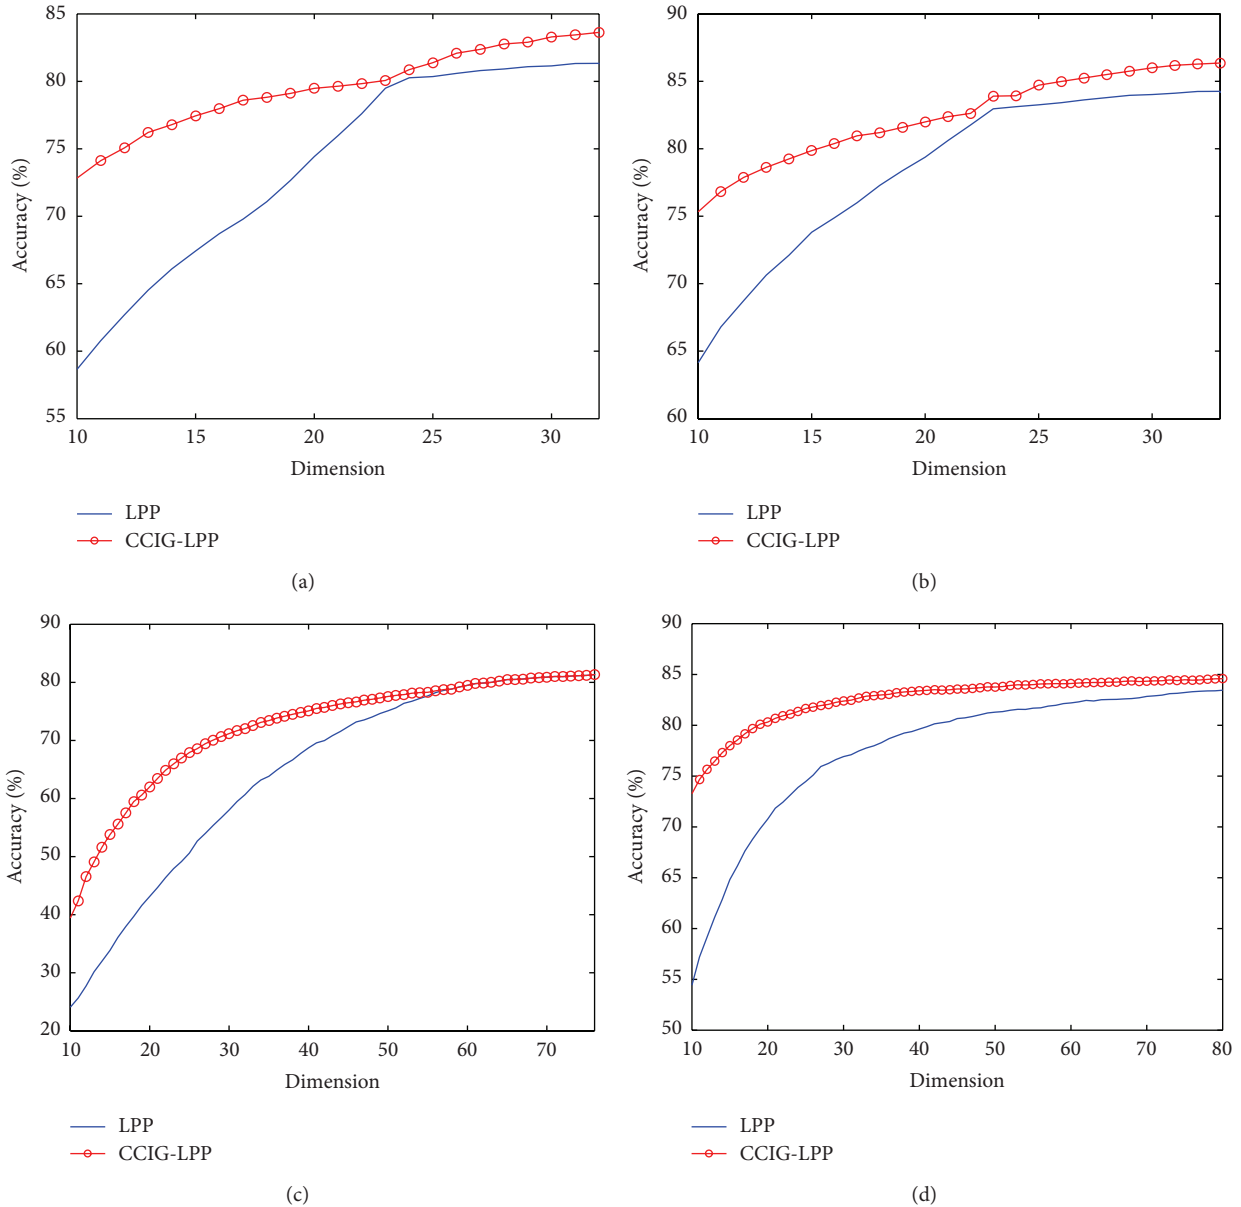 85
80
75
70
65
60
55
Accuracy (%)
10 15 20 25 30
Dimension
LPP
CCIG-LPP
(a)
90
85
80
75
70
65
60
Accuracy (%)
10 15 20 25 30
Dimension
LPP
CCIG-LPP
(b)
90
80
70
60
50
40
30
20
Accuracy (%)
10 20 30 40 50 60 70
Dimension
LPP
CCIG-LPP
(c)
90
85
80
75
70
65
60
55
50
Accuracy (%)
10 20 30 40 50 60 70 80
Dimension
LPP
CCIG-LPP
(d)